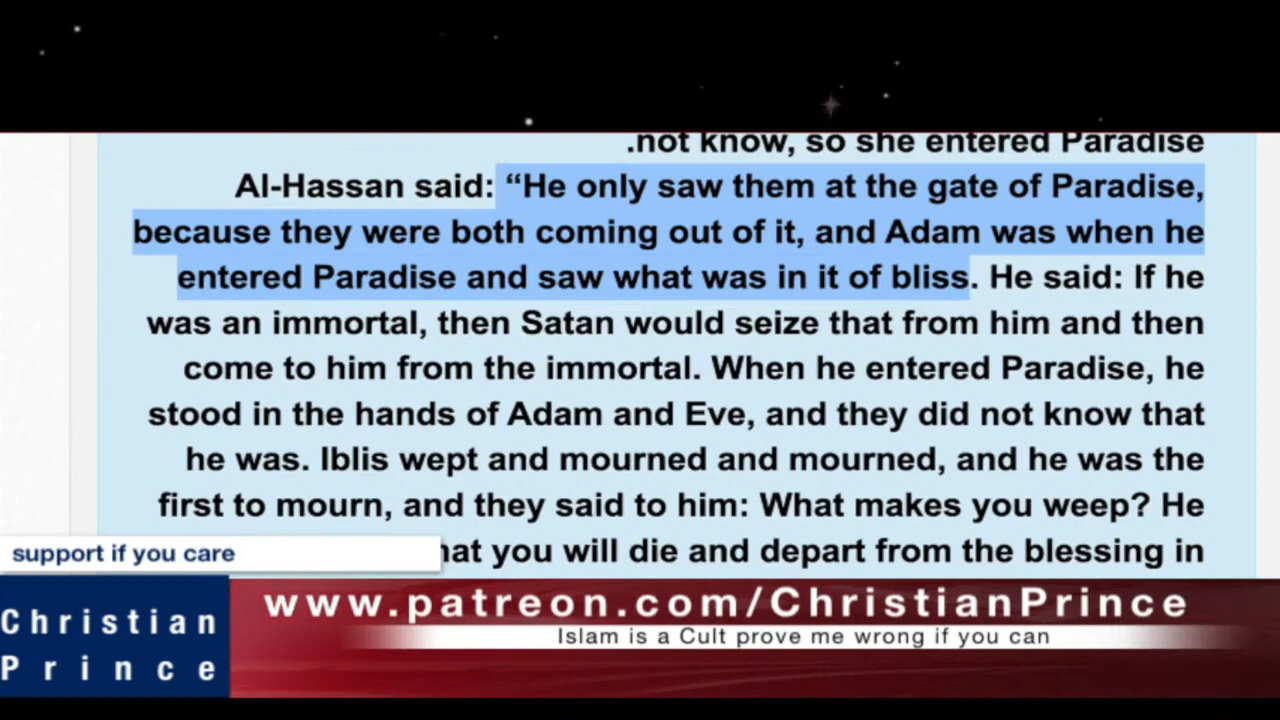 .not know, so she entered Paradise
Al-Hassan said: “He only saw them at the gate of Paradise,
because they were both coming out of it, and Adam was when he
entered Paradise and saw what was in it of bliss. He said: If he
was an immortal, then Satan would seize that from him and then
come to him from the immortal. When he entered Paradise, he
stood in the hands of Adam and Eve, and they did not know that
he was. Iblis wept and mourned and mourned, and he was the
first to mourn, and they said to him: What makes you weep? He
you will die and depart from the blessing in
support if you care
Christian
Prince
www.patreon.com/ChristianPrince
Islam is a Cult prove me wrong if you can